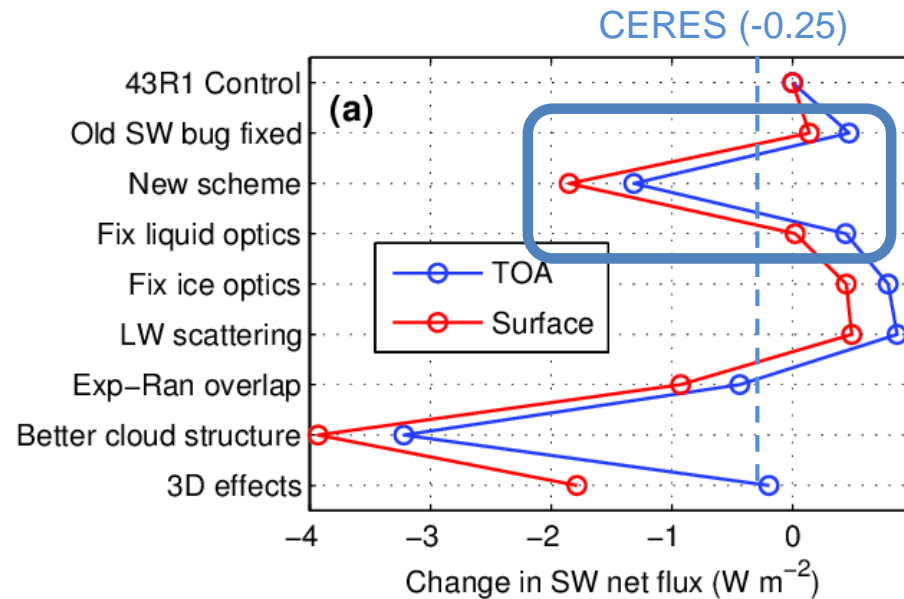 CERES (-0.25)
(a)
43R1 Control
Old SW bug fixed
New scheme
Fix liquid optics
Fix ice optics
LW scattering
Exp−Ran overlap
Better cloud structure
3D effects
TOA
Surface
−4 −3 −2 −1 0
Change in SW net flux (W m⁻²)